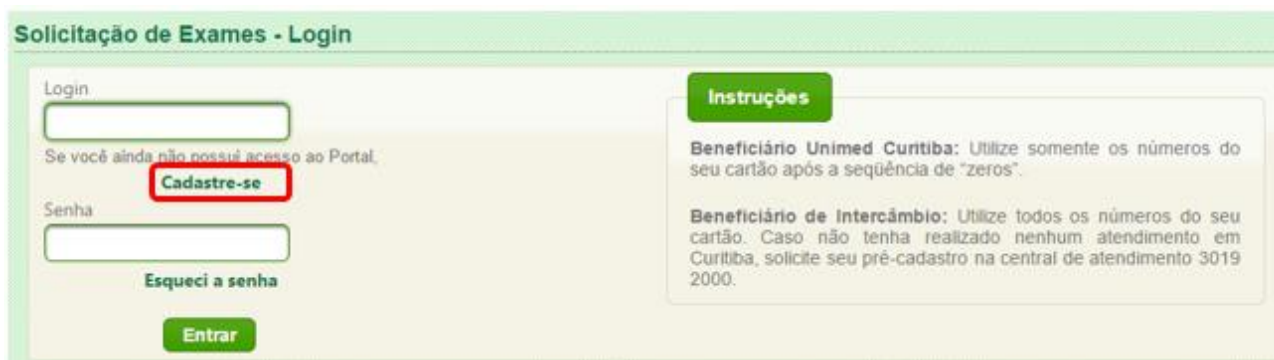 Solicitação de Exames - Login
Login
Se você ainda não possui acesso ao Portal,
Cadastre-se
Senha
Esqueci a senha
Entrar
Instruções
Beneficiário Unimed Curitiba: Utilize somente os números do
seu cartão após a seqüência de “zeros”.
Beneficiário de Intercâmbio: Utilize todos os números do seu
cartão. Caso não tenha realizado nenhum atendimento em
Curitiba, solicite seu pré-cadastro na central de atendimento 3019
2000.